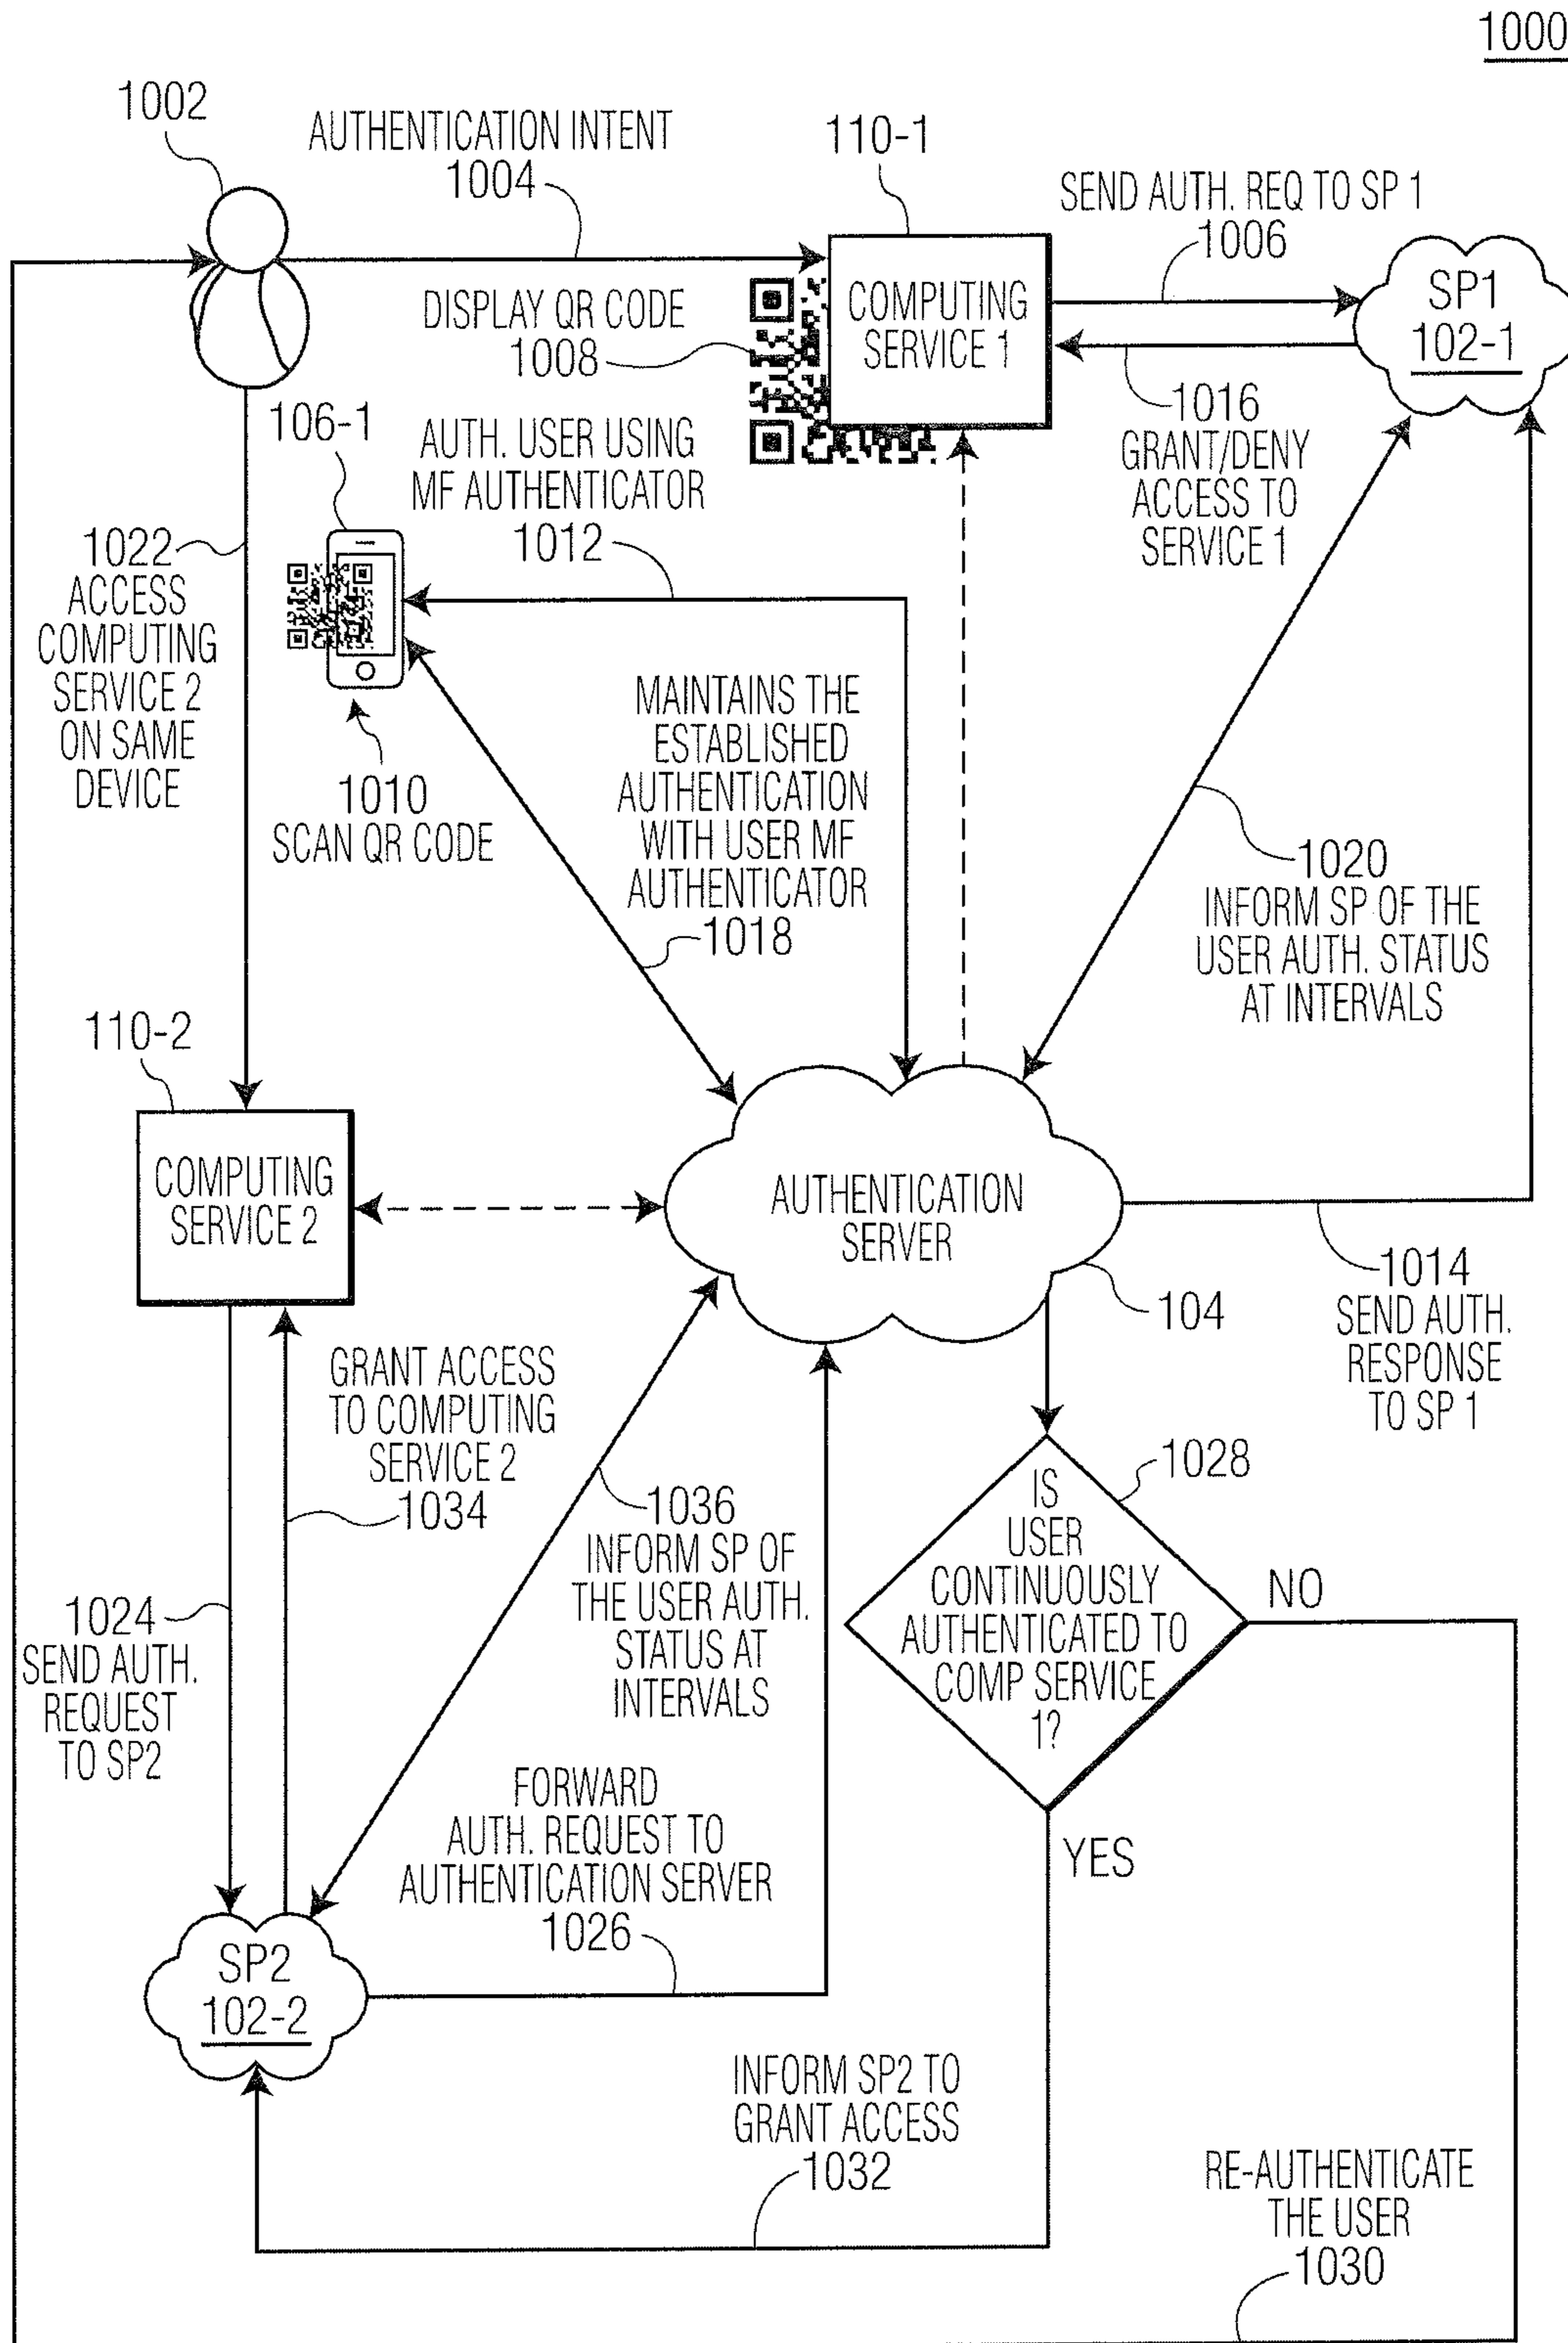 1000
1002
AUTHENTICATION INTENT
1004
110-1
SEND AUTH. REQ TO SP 1
1006
DISPLAY QR CODE
1008
COMPUTING
SERVICE 1
SP1
102-1
1016
GRANT/DENY
ACCESS TO
SERVICE 1
106-1
AUTH. USER USING
MF AUTHENTICATOR
1012
1022
ACCESS
COMPUTING
SERVICE 2
ON SAME
DEVICE
1010
SCAN QR CODE
MAINTAINS THE
ESTABLISHED
AUTHENTICATION
WITH USER MF
AUTHENTICATOR
1018
1020
INFORM SP OF THE
USER AUTH. STATUS
AT INTERVALS
110-2
COMPUTING
SERVICE 2
AUTHENTICATION
SERVER
104
1014
SEND AUTH.
RESPONSE
TO SP 1
GRANT ACCESS
TO COMPUTING
SERVICE 2
1034
1036
INFORM SP OF
THE USER AUTH.
STATUS AT
INTERVALS
1028
IS
USER
CONTINUOUSLY
AUTHENTICATED TO
COMP SERVICE
1?
NO
YES
1024
SEND AUTH.
REQUEST
TO SP2
FORWARD
AUTH. REQUEST TO
AUTHENTICATION SERVER
1026
SP2
102-2
INFORM SP2 TO
GRANT ACCESS
1032
RE-AUTHENTICATE
THE USER
1030